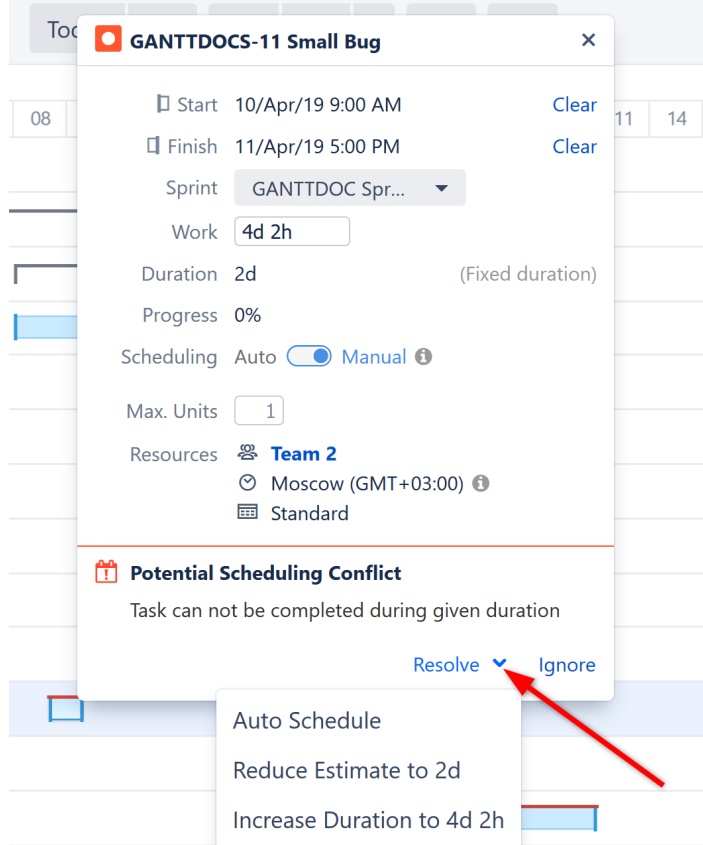 GANTTDOCS-11 Small Bug
08
11
14
Start 10/Apr/19 9:00 AM Clear
Finish 11/Apr/19 5:00 PM Clear
Sprint GANTTDOC Spr...
Work 4d 2h
Duration 2d (Fixed duration)
Progress 0%
Scheduling Auto Manual
Max. Units 1
Resources Team 2
Moscow (GMT+03:00)
Standard
Potential Scheduling Conflict
Task can not be completed during given duration
Resolve Ignore
Auto Schedule
Reduce Estimate to 2d
Increase Duration to 4d 2h